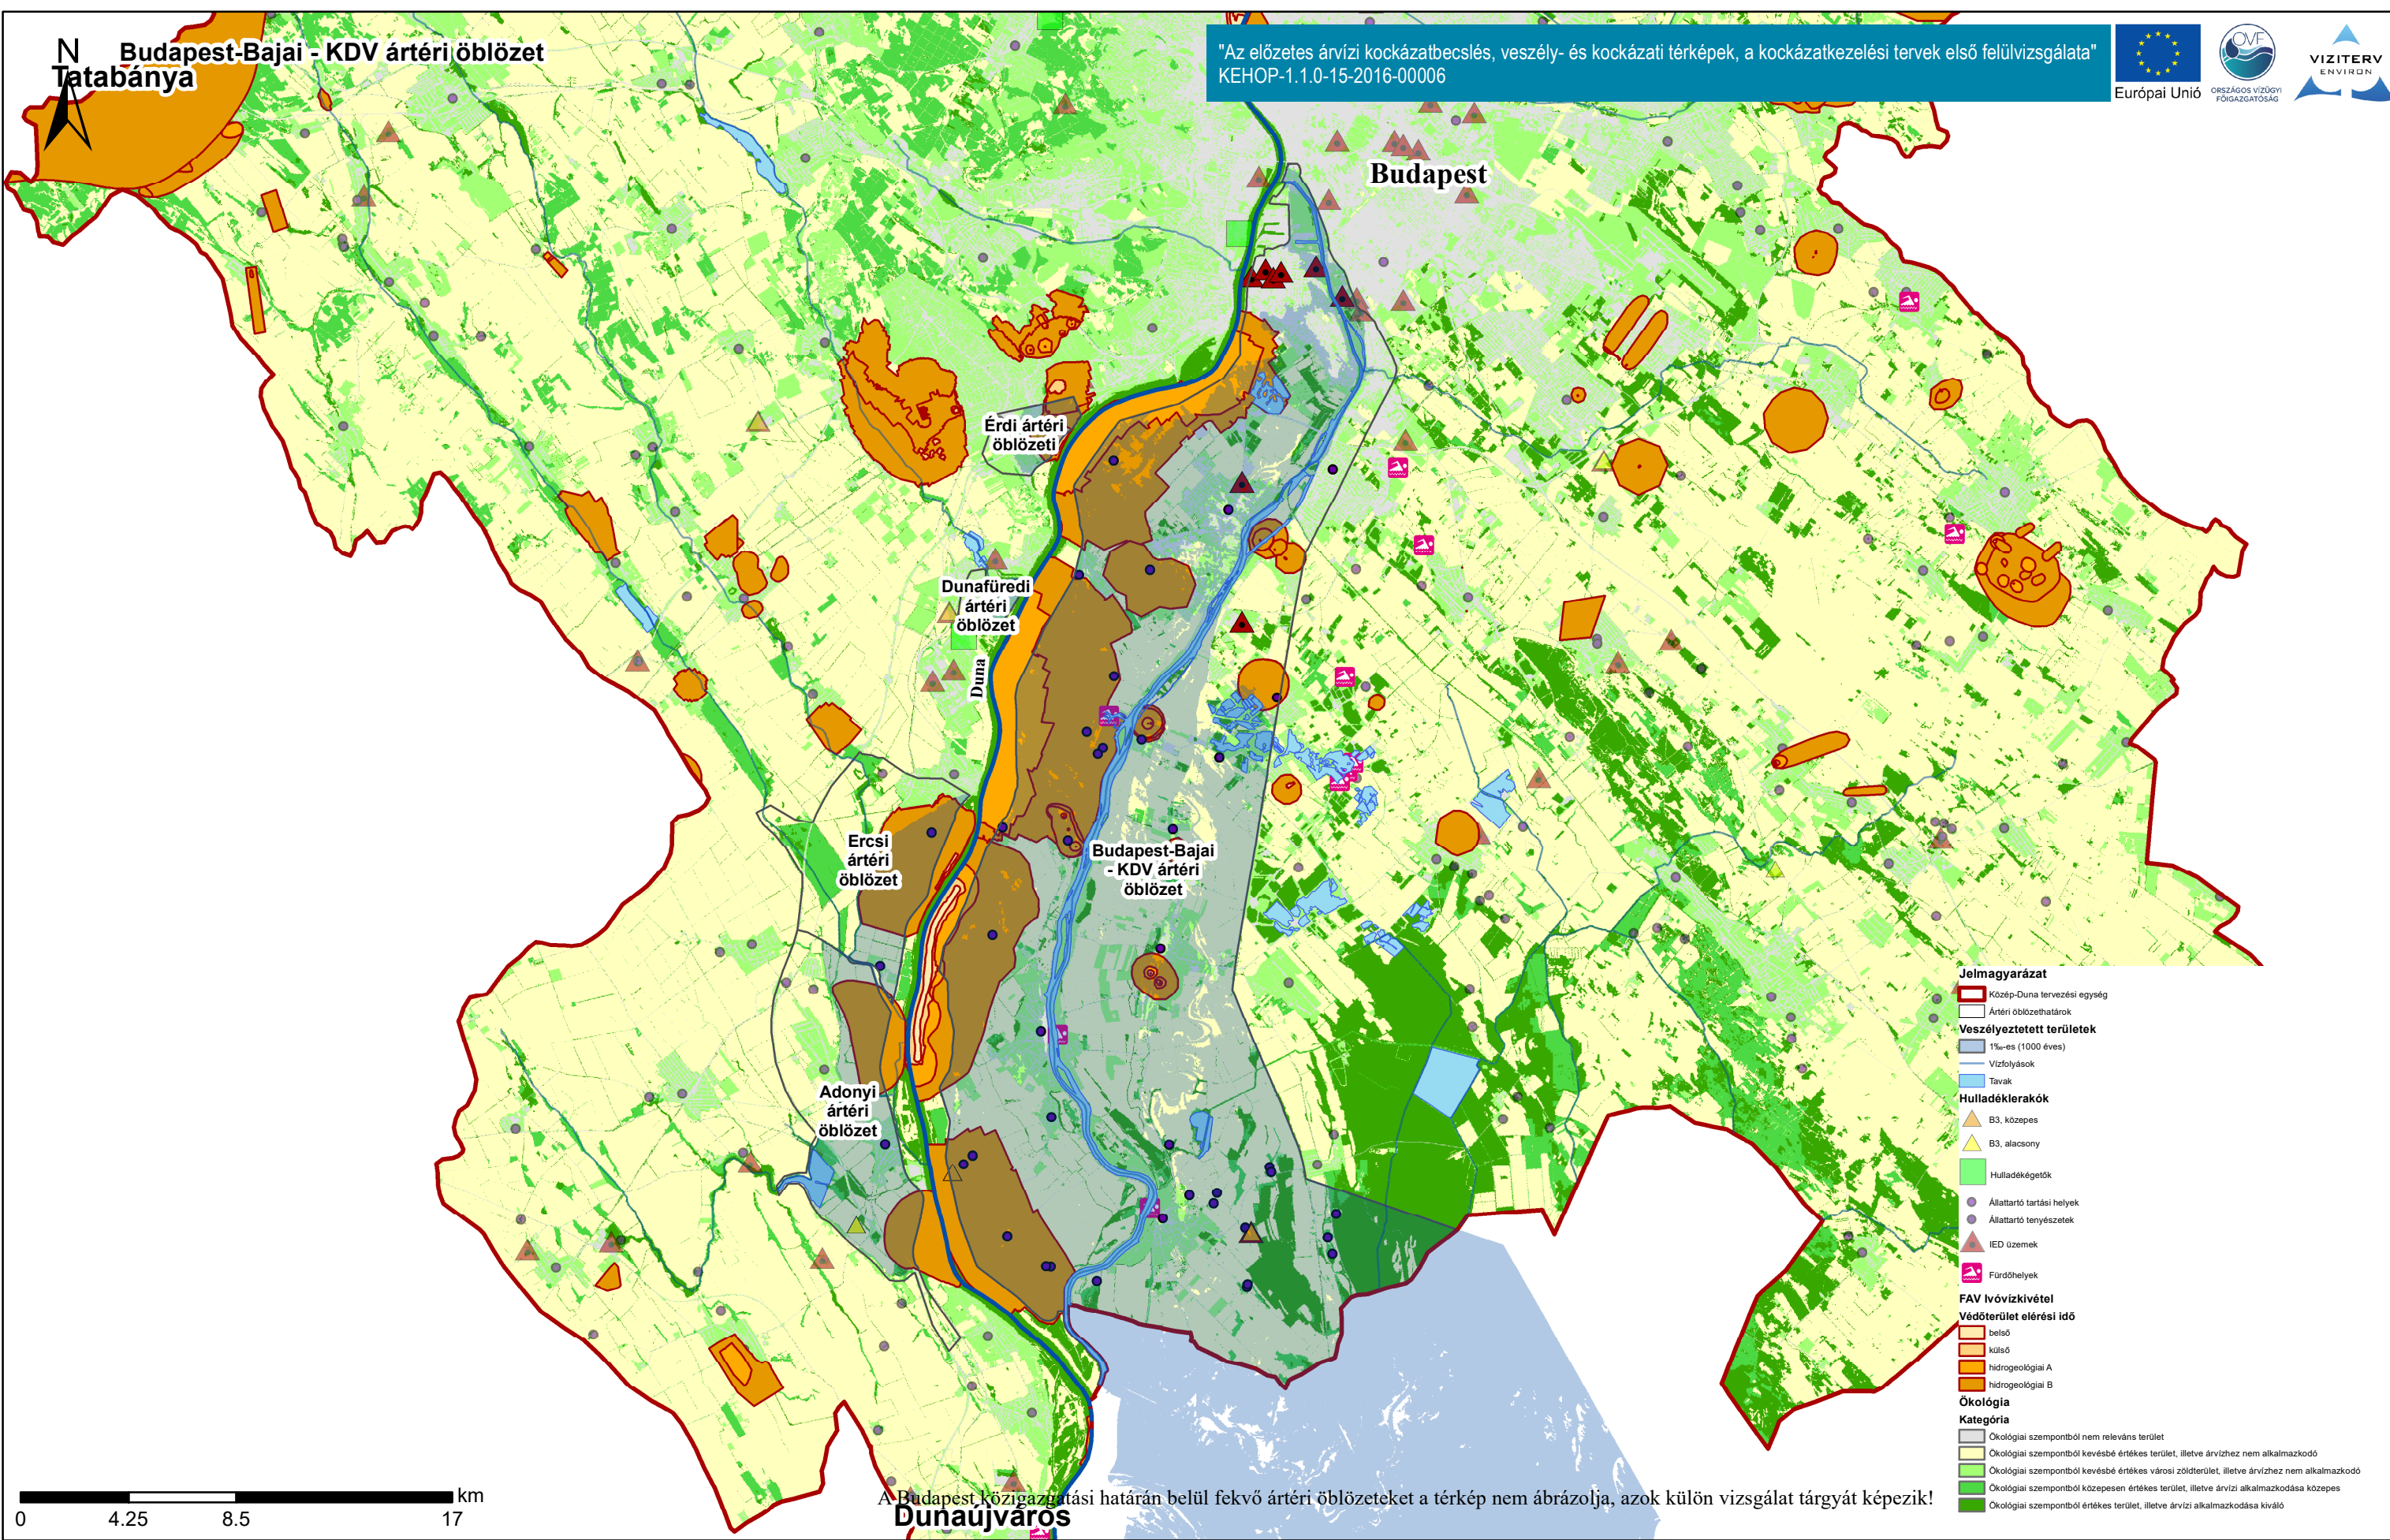 N
Budapest-Bajai - KDV ártéri öblözet
Tatabánya
"Az előzetes árvízi kockázatbecslés, veszély- és kockázati térképek, a kockázatkezelési tervek első felülvizsgálata"
KEHOP-1.1.0-15-2016-00006
Európai Unió
OVF
ORSZÁGOS VÍZÜGYI
FŐIGAZGATÓSÁG
VIZITERV
ENVIRON
Budapest
Érdi ártéri
öblözeti
Dunafüredi
ártéri
öblözet
Duna
Ercsi
ártéri
öblözet
Budapest-Bajai
- KDV ártéri
öblözet
Adonyi
ártéri
öblözet
Jelmagyarázat
Közép-Duna tervezési egység
Ártéri öblözethatárok
Veszélyeztetett területek
1‰-es (1000 éves)
Vízfolyások
Tavak
Hulladéklerakók
B3, közepes
B3, alacsony
Hulladékégetők
Állattartó tartási helyek
Állattartó tenyészetek
IED üzemek
Fürdőhelyek
FAV Ivóvízkivétel
Védőterület elérési idő
belső
külső
hidrogeológiai A
hidrogeológiai B
Ökológia
Kategória
Ökológiai szempontból nem releváns terület
Ökológiai szempontból kevésbé értékes terület, illetve árvízhez nem alkalmazkodó
Ökológiai szempontból kevésbé értékes városi zöldterület, illetve árvízhez nem alkalmazkodó
Ökológiai szempontból közepesen értékes terület, illetve árvízi alkalmazkodása közepes
Ökológiai szempontból értékes terület, illetve árvízi alkalmazkodása kiváló
km
0 4.25 8.5 17
A Budapest közigazgatási határán belül fekvő ártéri öblözeteket a térkép nem ábrázolja, azok külön vizsgálat tárgyát képezik!
Dunaújváros